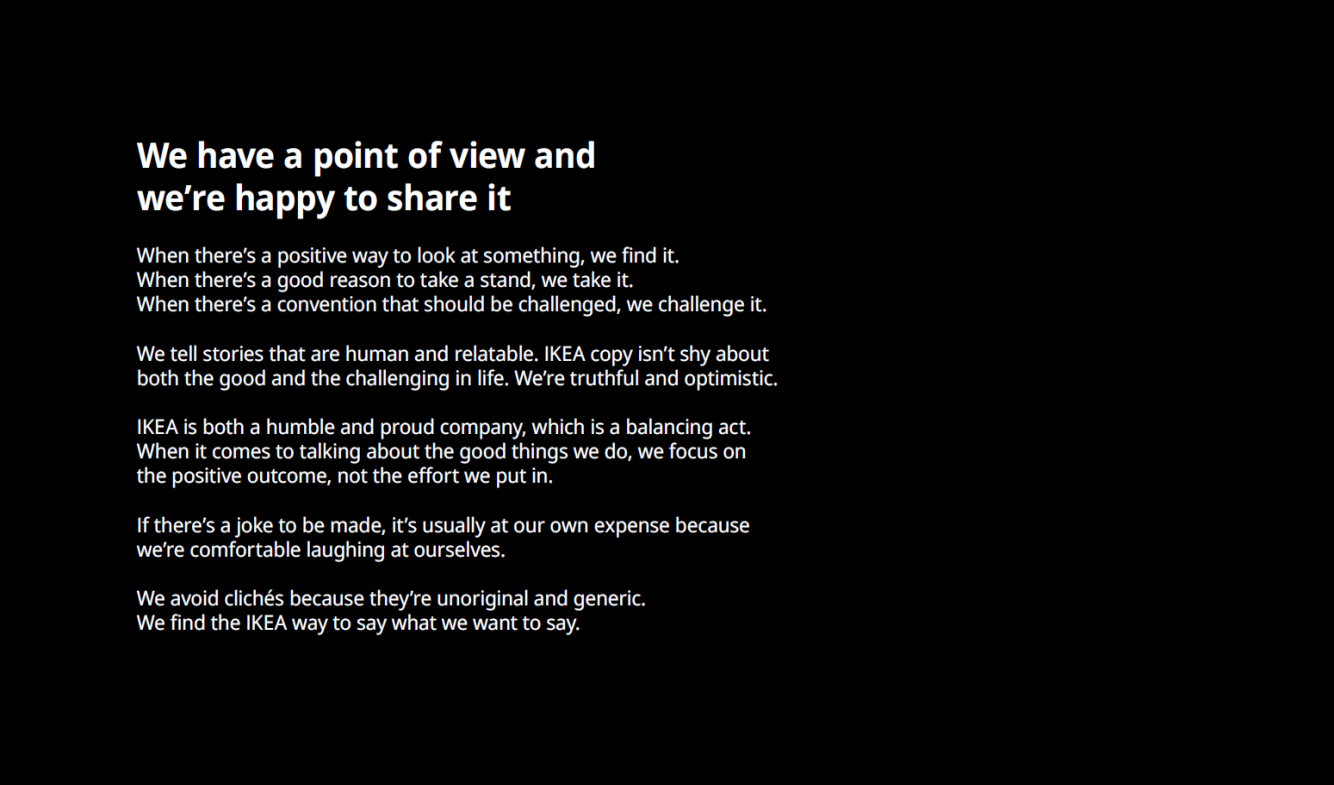 We have a point of view and
we’re happy to share it
When there’s a positive way to look at something, we find it.
When there’s a good reason to take a stand, we take it.
When there’s a convention that should be challenged, we challenge it.
We tell stories that are human and relatable. IKEA copy isn’t shy about
both the good and the challenging in life. We’re truthful and optimistic.
IKEA is both a humble and proud company, which is a balancing act.
When it comes to talking about the good things we do, we focus on
the positive outcome, not the effort we put in.
If there’s a joke to be made, it’s usually at our own expense because
we’re comfortable laughing at ourselves.
We avoid clichés because they’re unoriginal and generic.
We find the IKEA way to say what we want to say.